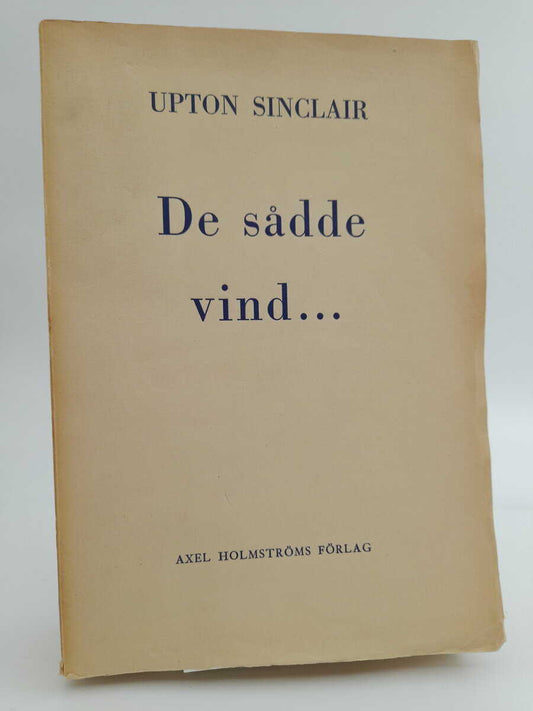 UPTON SINCLAIR
De sådde
vind...
AXEL HOLMSTRÖMS FÖRLAG